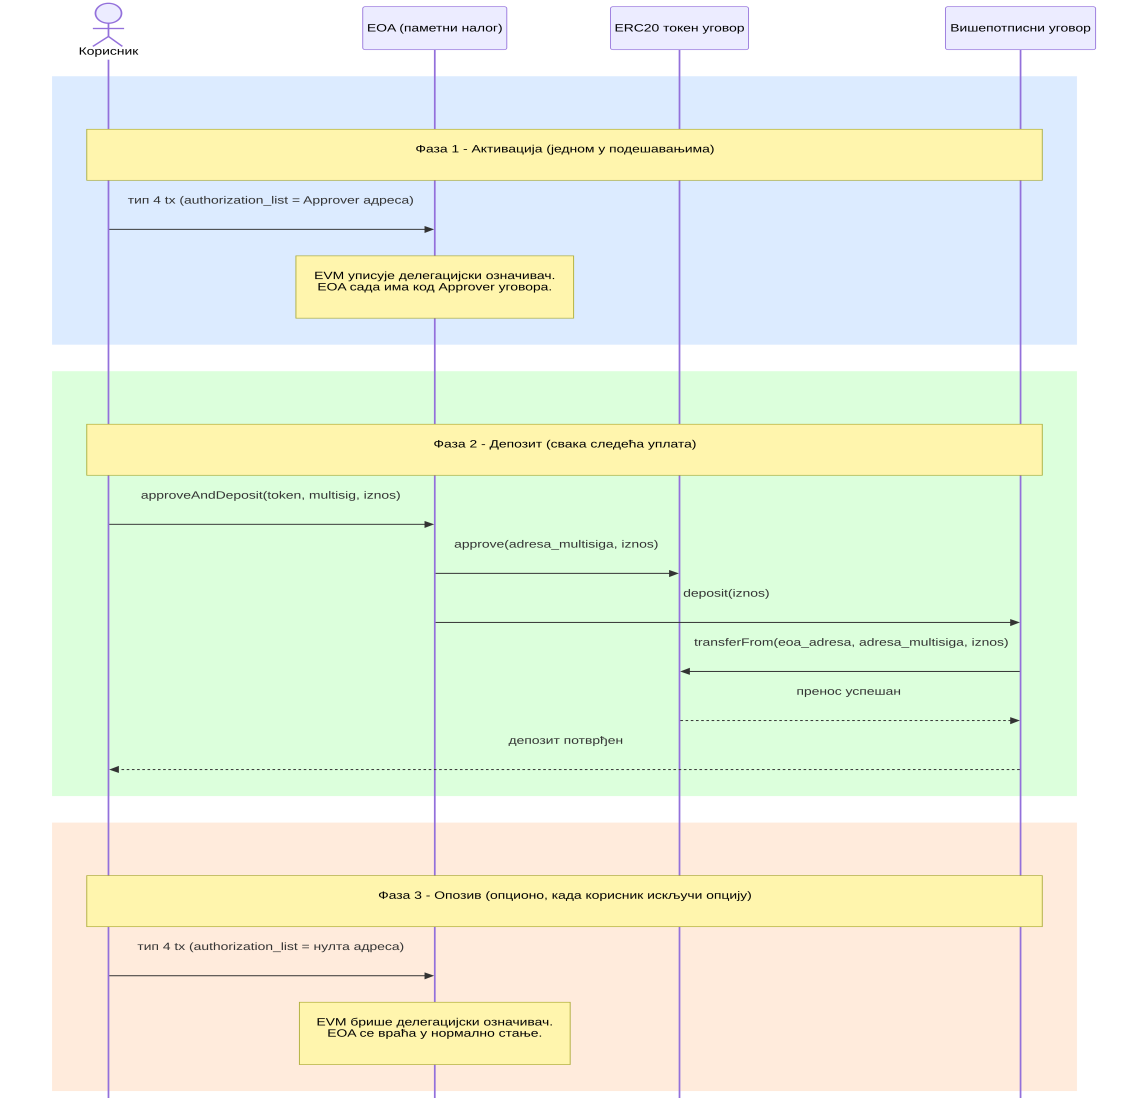 Корисник
EOA (паметни налог)
ERC20 токен уговор
Вишепотписни уговор
Фаза 1 - Активација (једном у подешавањима)
тип 4 tx (authorization_list = Approver адреса)
EVM уписује делегацијски означивач.
EOA сада има код Approver уговора.
Фаза 2 - Депозит (свака следећа уплата)
approveAndDeposit(token, multisig, iznos)
approve(adresa_multisiga, iznos)
deposit(iznos)
transferFrom(eoa_adresa, adresa_multisiga, iznos)
пренос успешан
депозит потврђен
Фаза 3 - Опозив (опционо, када корисник искључи опцију)
тип 4 tx (authorization_list = нулта адреса)
EVM брише делегацијски означивач.
EOA се враћа у нормално стање.